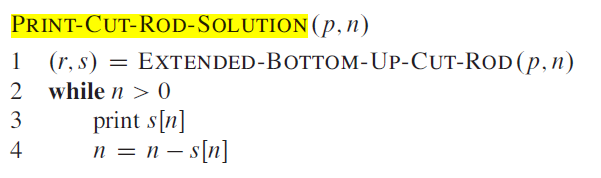 PRINT-CUT-ROD-SOLUTION(p, n)
1 (r, s) = EXTENDED-BOTTOM-UP-CUT-ROD(p, n)
2 while n > 0
3 print s[n]
4 n = n − s[n]